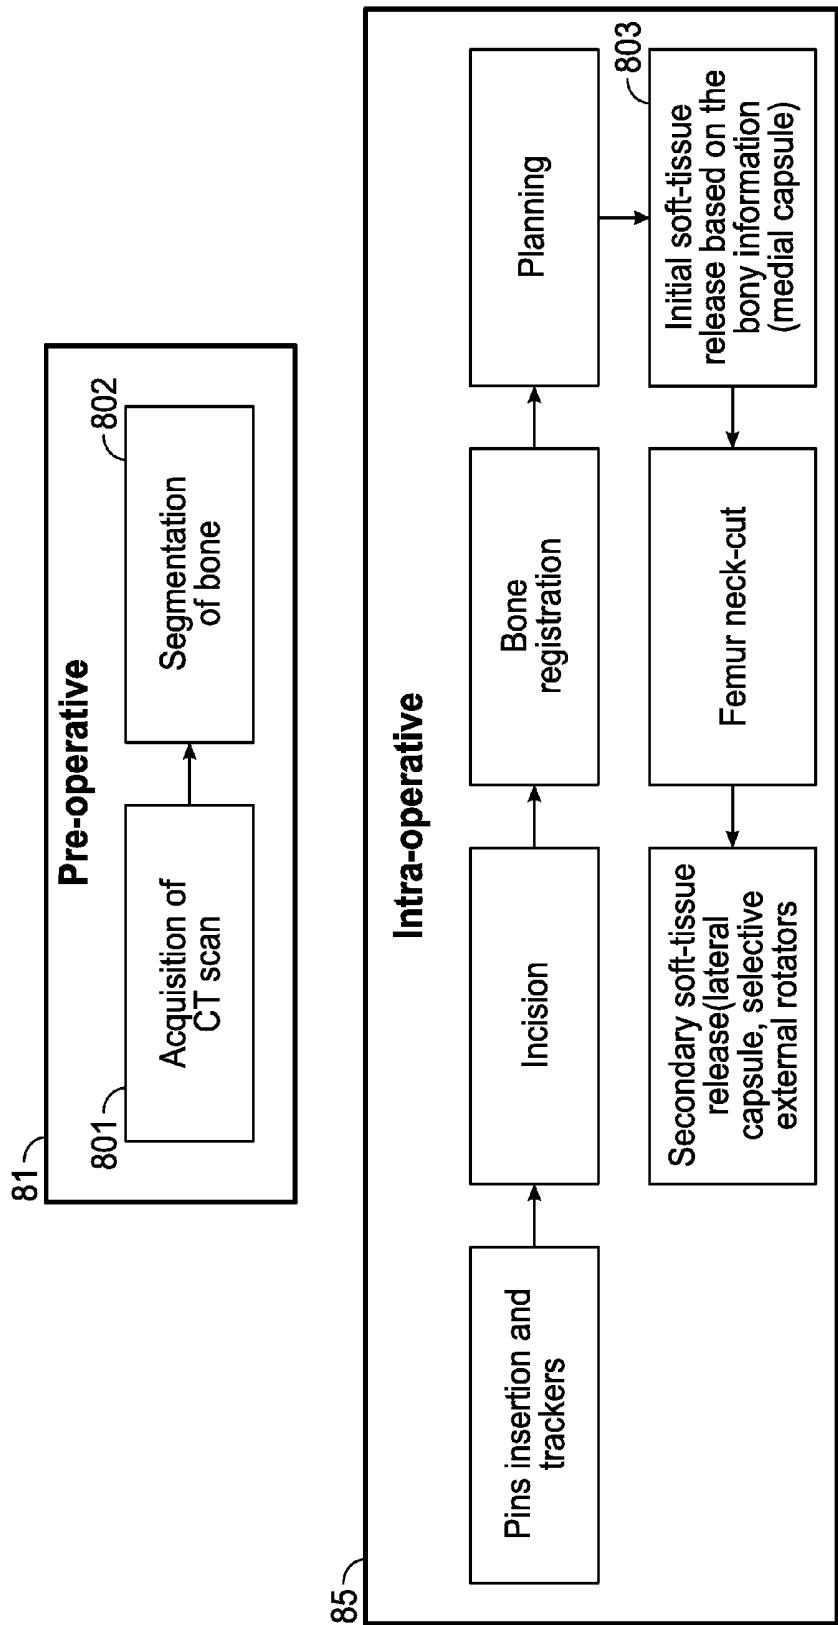 81
Pre-operative
801
Acquisition of
CT scan
802
Segmentation
of bone
85
Intra-operative
Pins insertion and
trackers
Incision
Bone
registration
Planning
803
Initial soft-tissue
release based on the
bony information
(medial capsule)
Femur neck-cut
Secondary soft-tissue
release(lateral
capsule, selective
external rotators